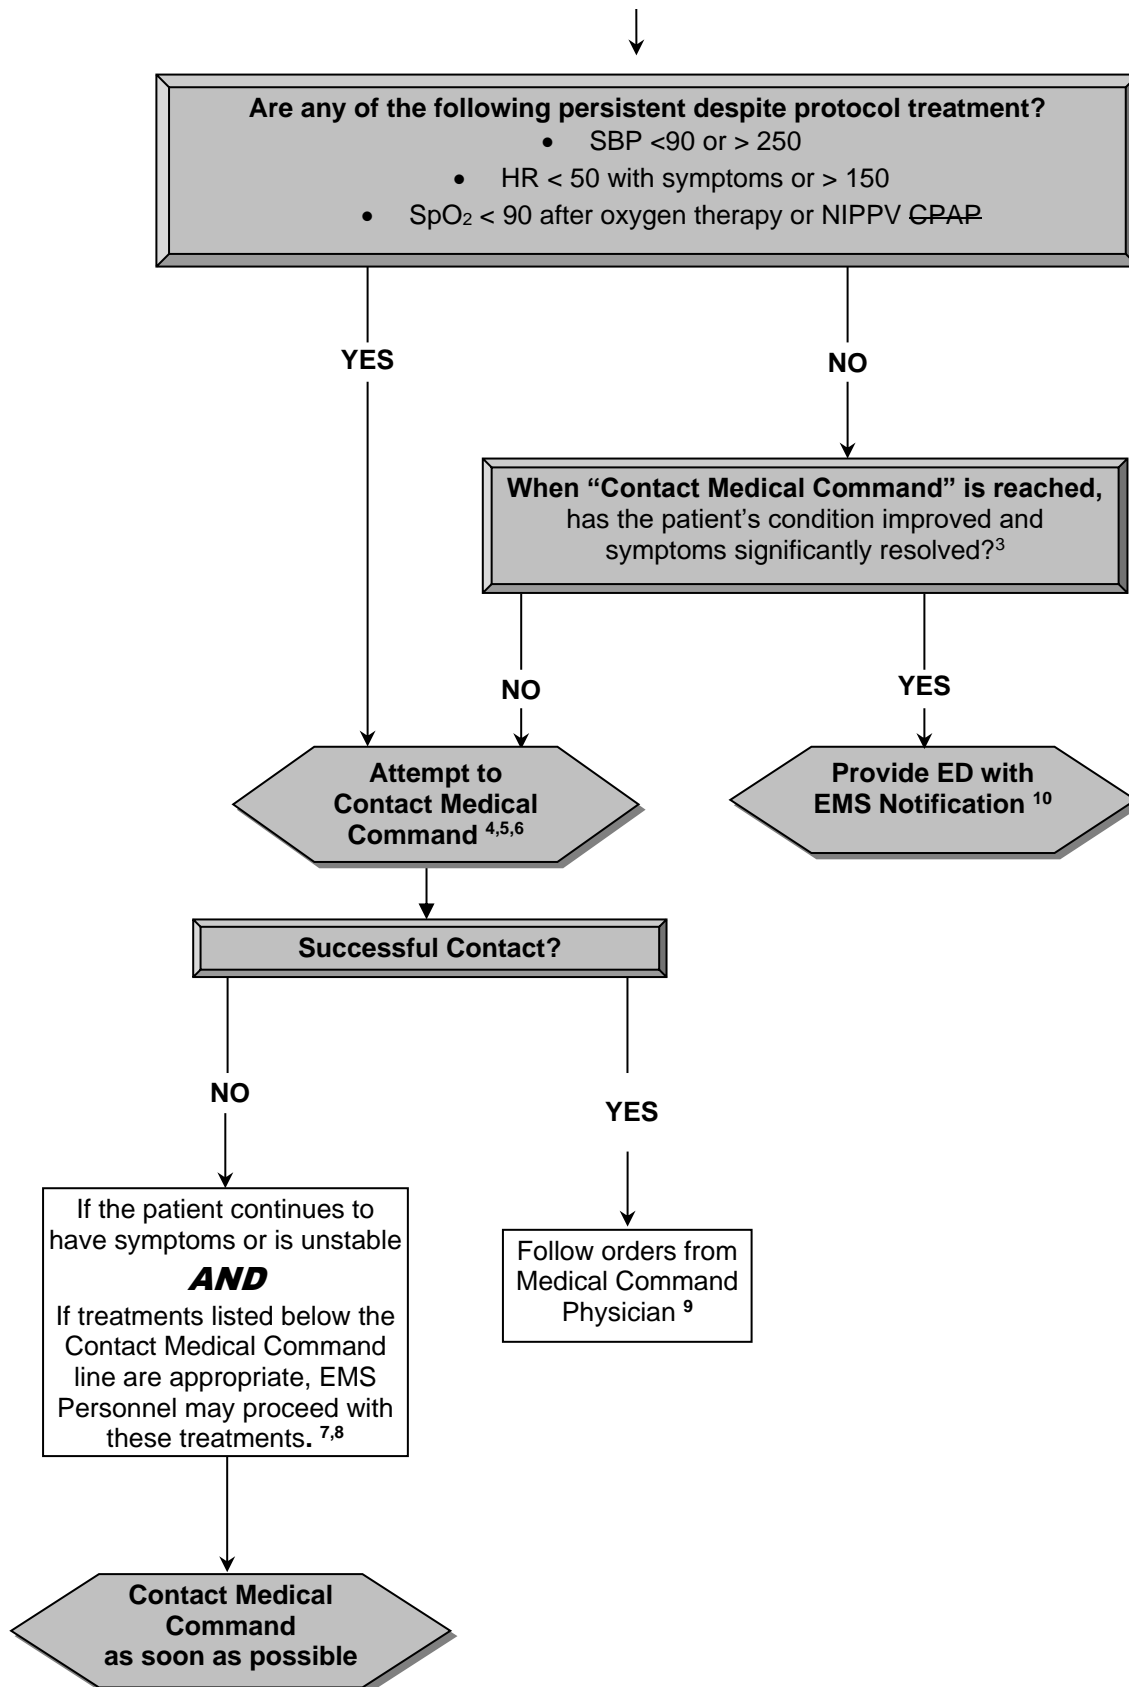 Are any of the following persistent despite protocol treatment?
• SBP <90 or > 250
• HR < 50 with symptoms or > 150
• SpO₂ < 90 after oxygen therapy or NIPPV CPAP
YES
NO
When “Contact Medical Command” is reached,
has the patient’s condition improved and
symptoms significantly resolved?³
NO
YES
Attempt to
Contact Medical
Command ⁴,⁵,⁶
Provide ED with
EMS Notification ¹⁰
Successful Contact?
NO
YES
If the patient continues to
have symptoms or is unstable
AND
If treatments listed below the
Contact Medical Command
line are appropriate, EMS
Personnel may proceed with
these treatments. ⁷,⁸
Follow orders from
Medical Command
Physician ⁹
Contact Medical
Command
as soon as possible